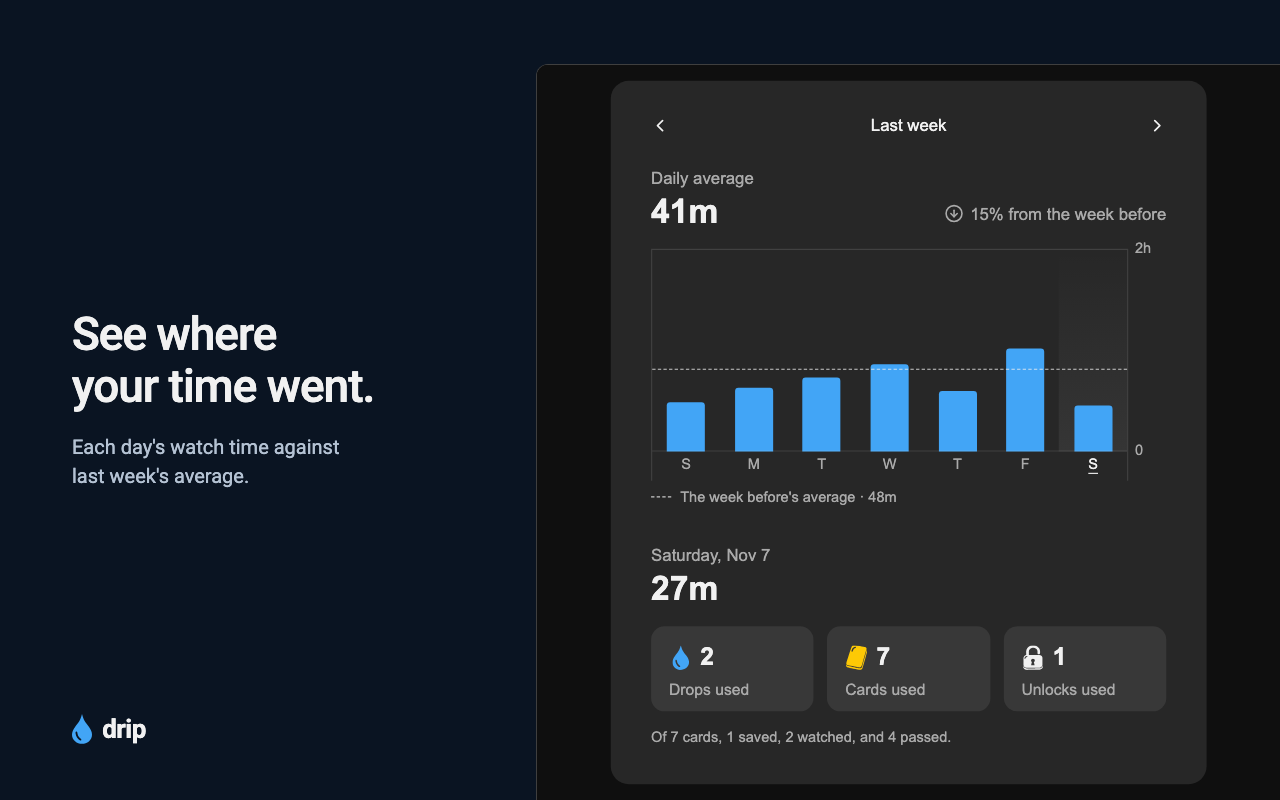 See where
your time went.
Each day's watch time against
last week's average.
drip
Last week
Daily average
41m
15% from the week before
2h
0
S M T W T F S
The week before's average · 48m
Saturday, Nov 7
27m
2
Drops used
7
Cards used
1
Unlocks used
Of 7 cards, 1 saved, 2 watched, and 4 passed.